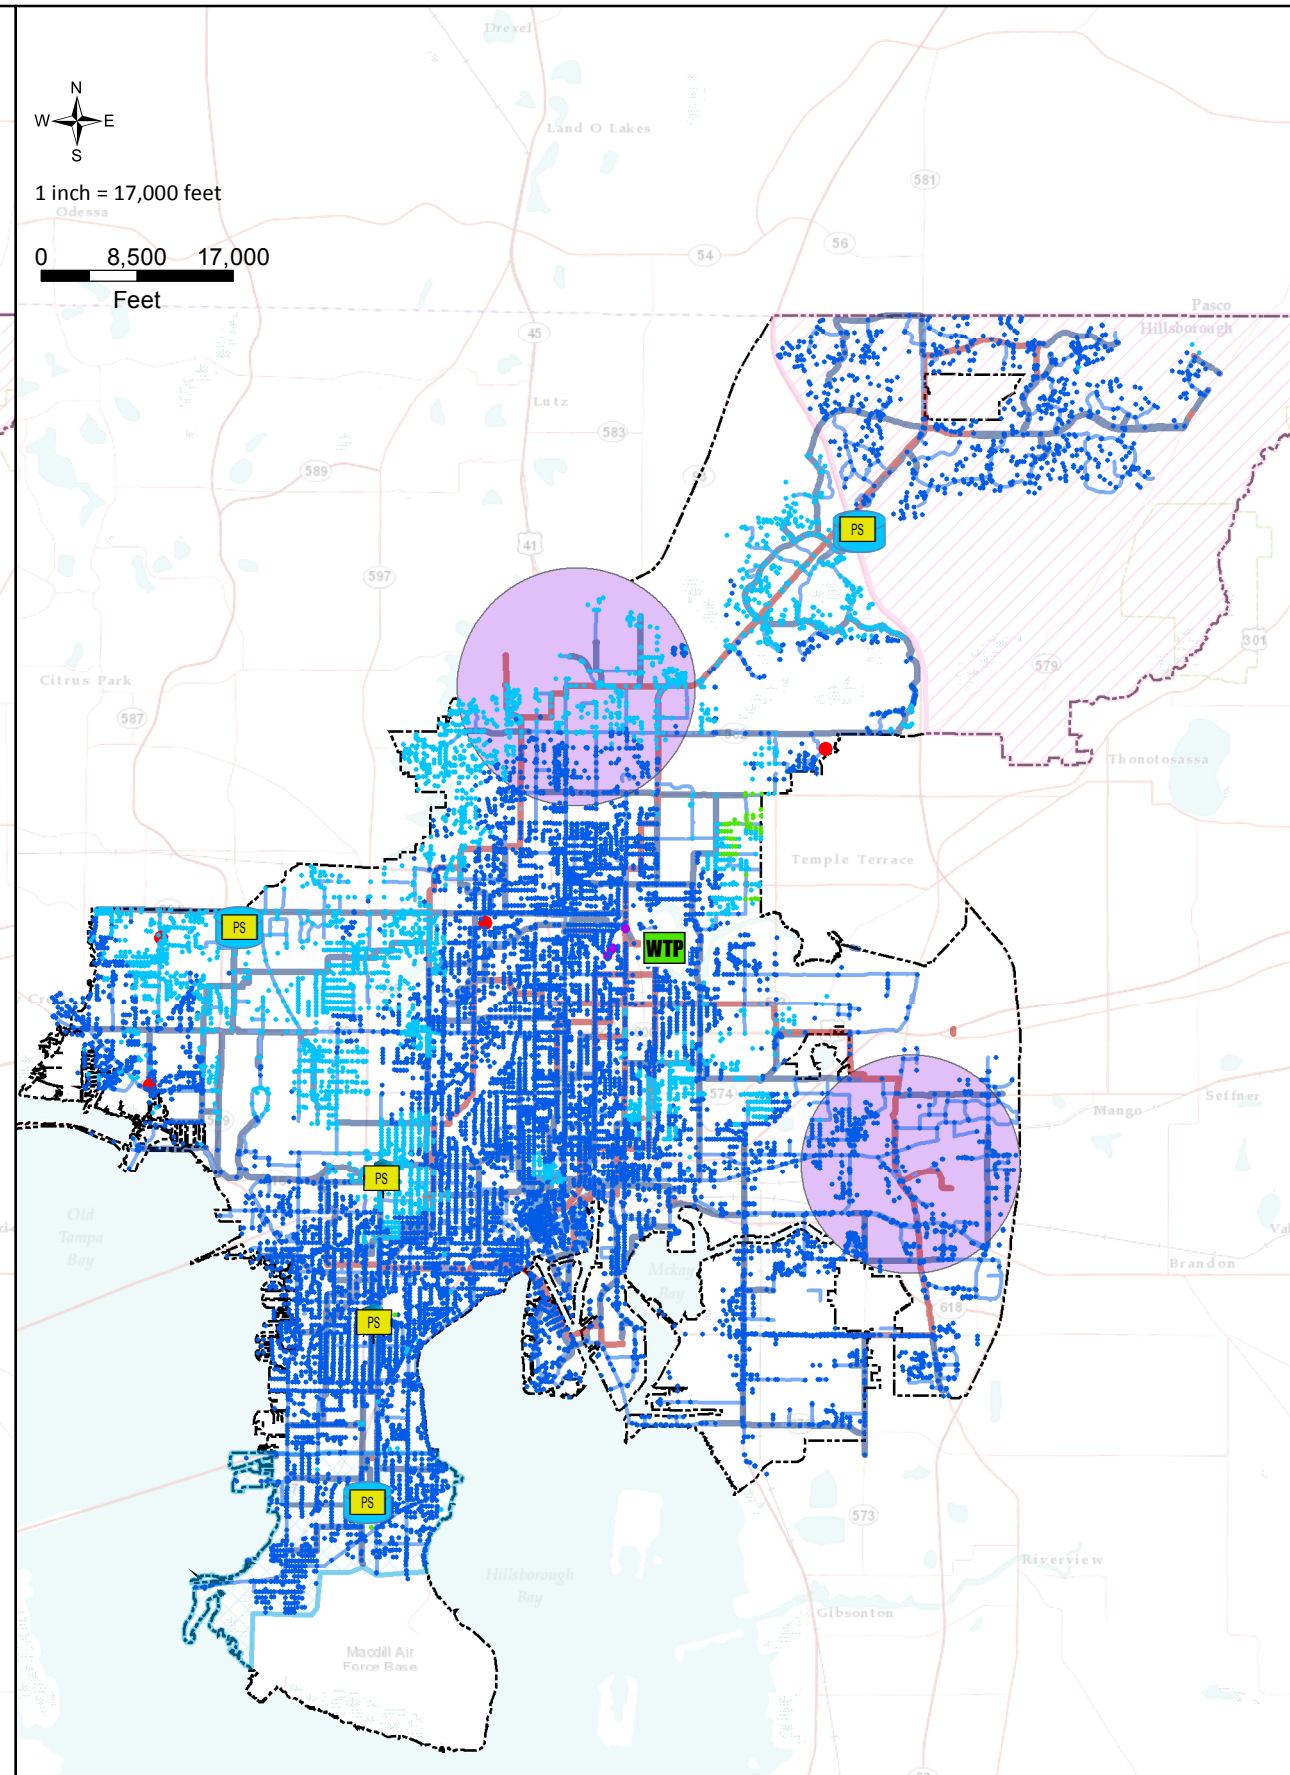 Drexel
N
W E
S
Land O Lakes
1 inch = 17,000 feet
581
Odessa
56
54
0 8,500 17,000
Feet
Pasco
Hillsborough
45
Lutz
583
589
PS
41
597
301
579
Citrus Park
587
Thonotosassa
Temple Terrace
PS
WTP
574
Mango
Seffner
PS
Old
Tampa
Bay
Mckay
Bay
Brandon
618
PS
PS
573
Hillsborough
Bay
Riverview
Gibsonton
Macdill Air
Force Base